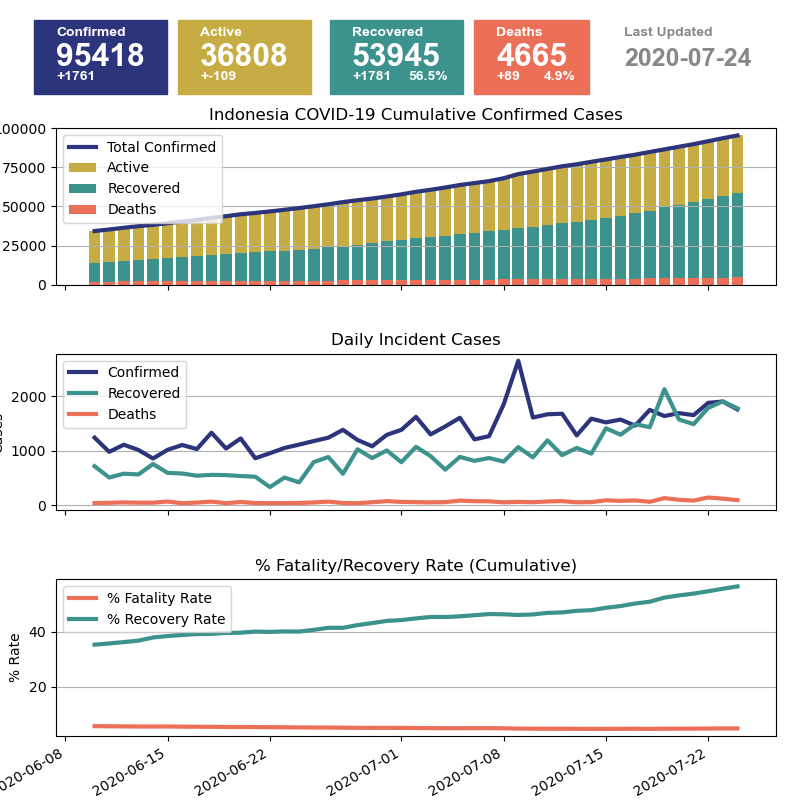 Confirmed
95418
+1761
Active
36808
+-109
Recovered
53945
+1781 56.5%
Deaths
4665
+89 4.9%
Last Updated
2020-07-24
Indonesia COVID-19 Cumulative Confirmed Cases
100000
75000
50000
25000
0
Total Confirmed
Active
Recovered
Deaths
Daily Incident Cases
Cases
2000
1000
0
Confirmed
Recovered
Deaths
% Fatality/Recovery Rate (Cumulative)
% Rate
40
20
% Fatality Rate
% Recovery Rate
2020-06-08
2020-06-15
2020-06-22
2020-07-01
2020-07-08
2020-07-15
2020-07-22